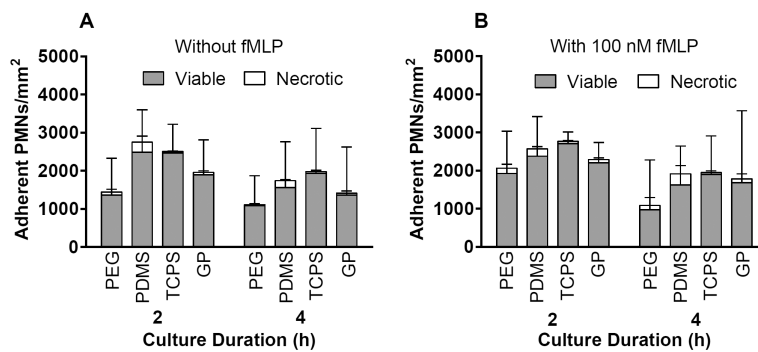 A
Without fMLP
Viable Necrotic
Adherent PMNs/mm²
5000
4000
3000
2000
1000
0
PEG PDMS TCPS GP PEG PDMS TCPS GP
2 4
Culture Duration (h)
B
With 100 nM fMLP
Viable Necrotic
Adherent PMNs/mm²
5000
4000
3000
2000
1000
0
PEG PDMS TCPS GP PEG PDMS TCPS GP
2 4
Culture Duration (h)